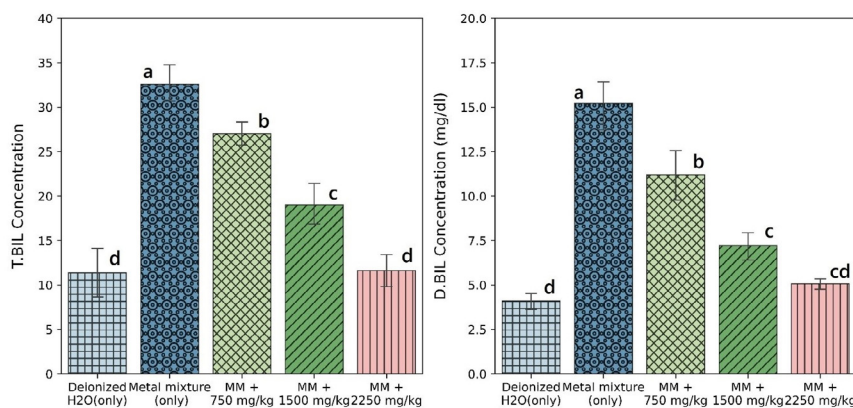 T.BIL Concentration
40
35
30
25
20
15
10
5
0
a
b
c
d
d
Deionized Metal mixture MM + MM + MM +
H2O(only) (only) 750 mg/kg 1500 mg/kg 2250 mg/kg
D.BIL Concentration (mg/dl)
20.0
17.5
15.0
12.5
10.0
7.5
5.0
2.5
0.0
a
b
c
d
cd
Deionized Metal mixture MM + MM + MM +
H2O(only) (only) 750 mg/kg 1500 mg/kg 2250 mg/kg